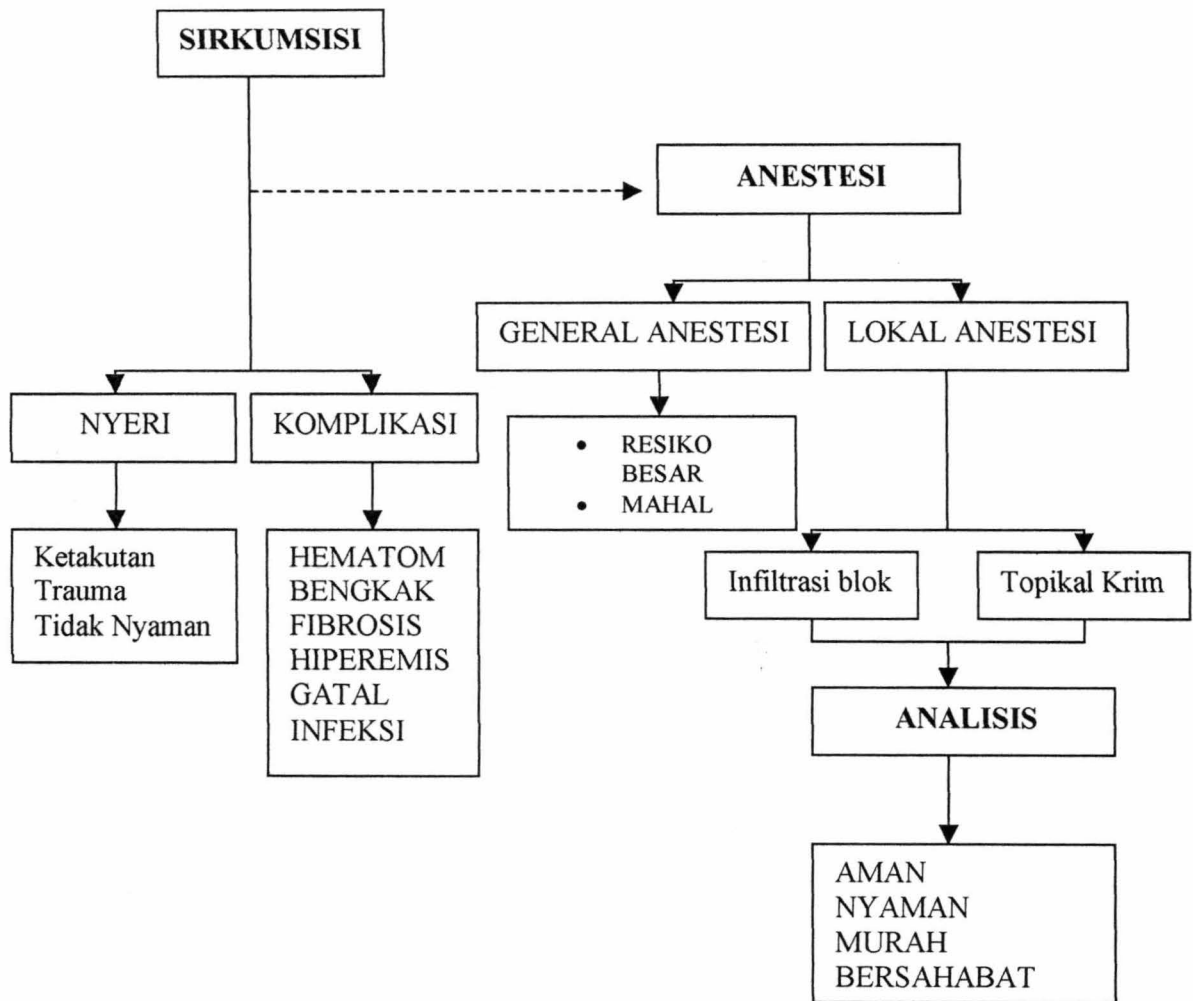 SIRKUMSISI
ANESTESI
GENERAL ANESTESI
LOKAL ANESTESI
NYERI
KOMPLIKASI
• RESIKO
BESAR
• MAHAL
Ketakutan
Trauma
Tidak Nyaman
HEMATOM
BENGKAK
FIBROSIS
HIPEREMIS
GATAL
INFEKSI
Infiltrasi blok
Topikal Krim
ANALISIS
AMAN
NYAMAN
MURAH
BERSAHABAT